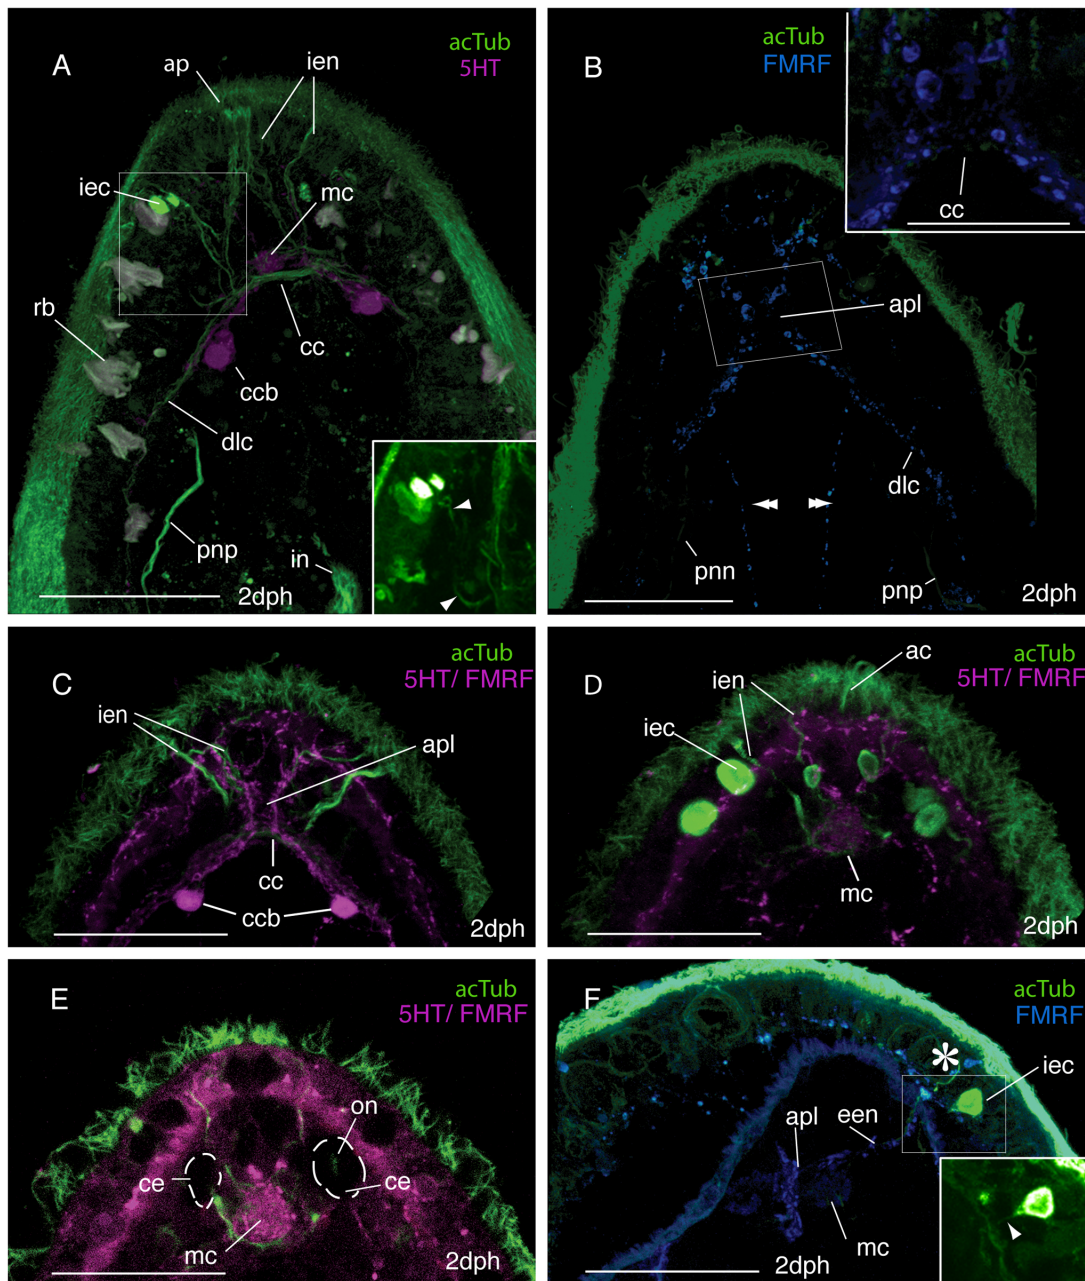 A
acTub
5HT
ap
ien
iec
mc
rb
cc
ccb
dlc
pnp
in
2dph
B
acTub
FMRF
cc
apl
dlc
pnn
pnp
2dph
C
acTub
5HT/ FMRF
ien
apl
cc
ccb
2dph
D
acTub
5HT/ FMRF
ac
ien
iec
mc
2dph
E
acTub
5HT/ FMRF
on
ce
ce
mc
2dph
F
acTub
FMRF
*
iec
een
apl
mc
2dph